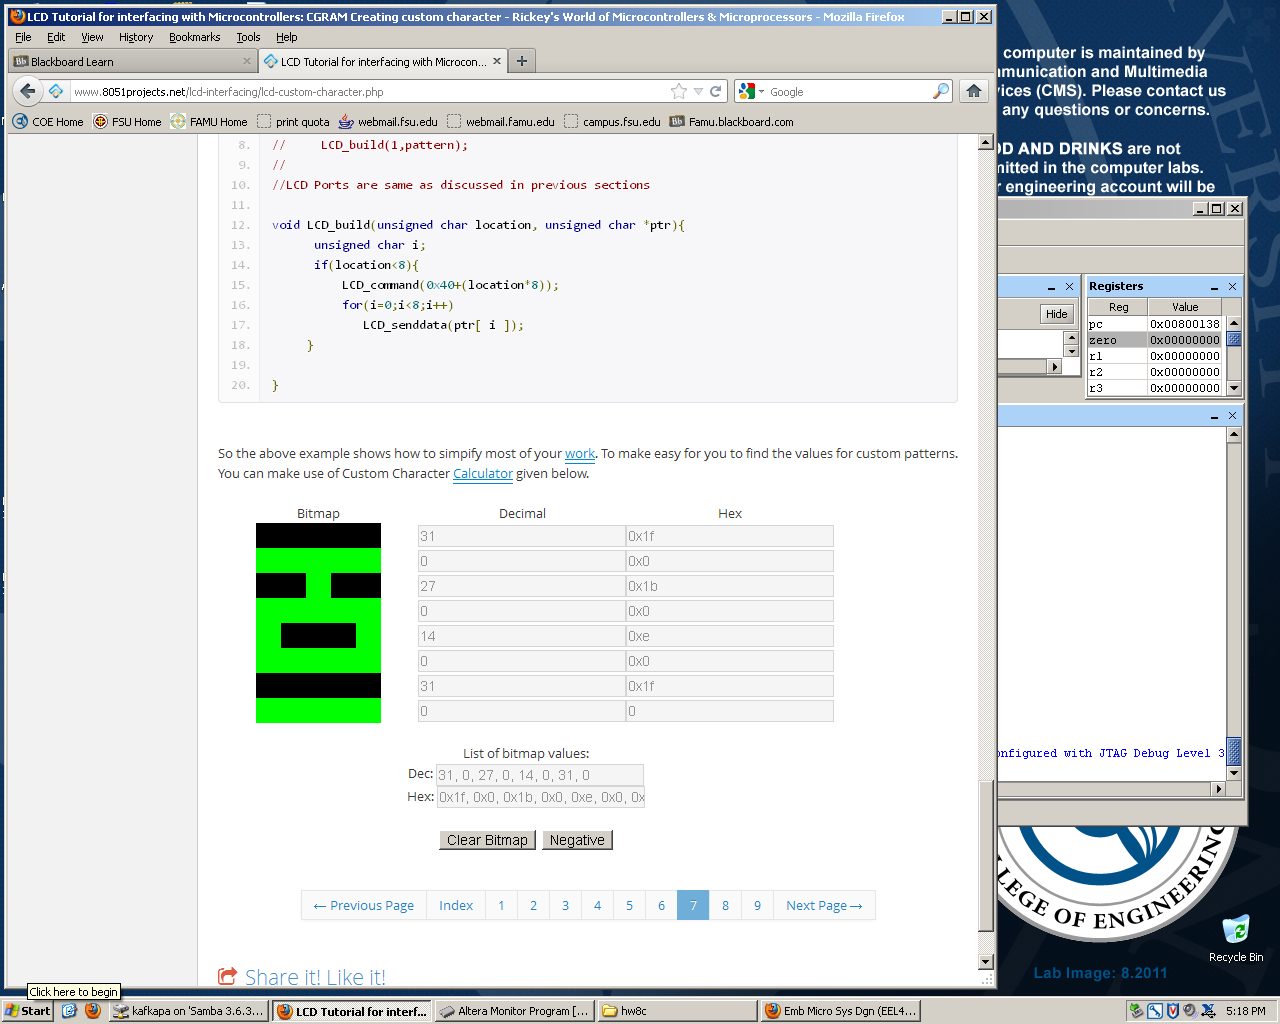 LCD Tutorial for interfacing with Microcontrollers: CGRAM Creating custom character - Rickey's World of Microcontrollers & Microprocessors - Mozilla Firefox
File Edit View History Bookmarks Tools Help
Blackboard Learn
LCD Tutorial for interfacing with Microcon...
www.8051projects.net/lcd-interfacing/lcd-custom-character.php
Google
COE Home FSU Home FAMU Home print quota webmail.fsu.edu webmail.famu.edu campus.fsu.edu Famu.blackboard.com
8. // LCD_build(1,pattern);
9. //
10. //LCD Ports are same as discussed in previous sections
11.
12. void LCD_build(unsigned char location, unsigned char *ptr){
13. unsigned char i;
14. if(location<8){
15. LCD_command(0x40+(location*8));
16. for(i=0;i<8;i++)
17. LCD_senddata(ptr[ i ]);
18. }
19.
20. }
So the above example shows how to simpify most of your work. To make easy for you to find the values for custom patterns.
You can make use of Custom Character Calculator given below.
Bitmap Decimal Hex
31 0x1f
0 0x0
27 0x1b
0 0x0
14 0xe
0 0x0
31 0x1f
0 0
List of bitmap values:
Dec: 31, 0, 27, 0, 14, 0, 31, 0
Hex: 0x1f, 0x0, 0x1b, 0x0, 0xe, 0x0, 0x
Clear Bitmap Negative
← Previous Page Index 1 2 3 4 5 6 7 8 9 Next Page →
Share it! Like it!
computer is maintained by
mmunication and Multimedia
vices (CMS). Please contact us
any questions or concerns.
OD AND DRINKS are not
mitted in the computer labs.
r engineering account will be
Hide
Registers
Reg Value
pc 0x00800138
zero 0x00000000
r1 0x00000000
r2 0x00000000
r3 0x00000000
onfigured with JTAG Debug Level 3
LLEGE OF ENGINEERING
Recycle Bin
Lab Image: 8.2011
Click here to begin
Start
kafkapa on 'Samba 3.6.3...
LCD Tutorial for interf...
Altera Monitor Program [...
hw8c
Emb Micro Sys Dgn (EEL4...
5:18 PM